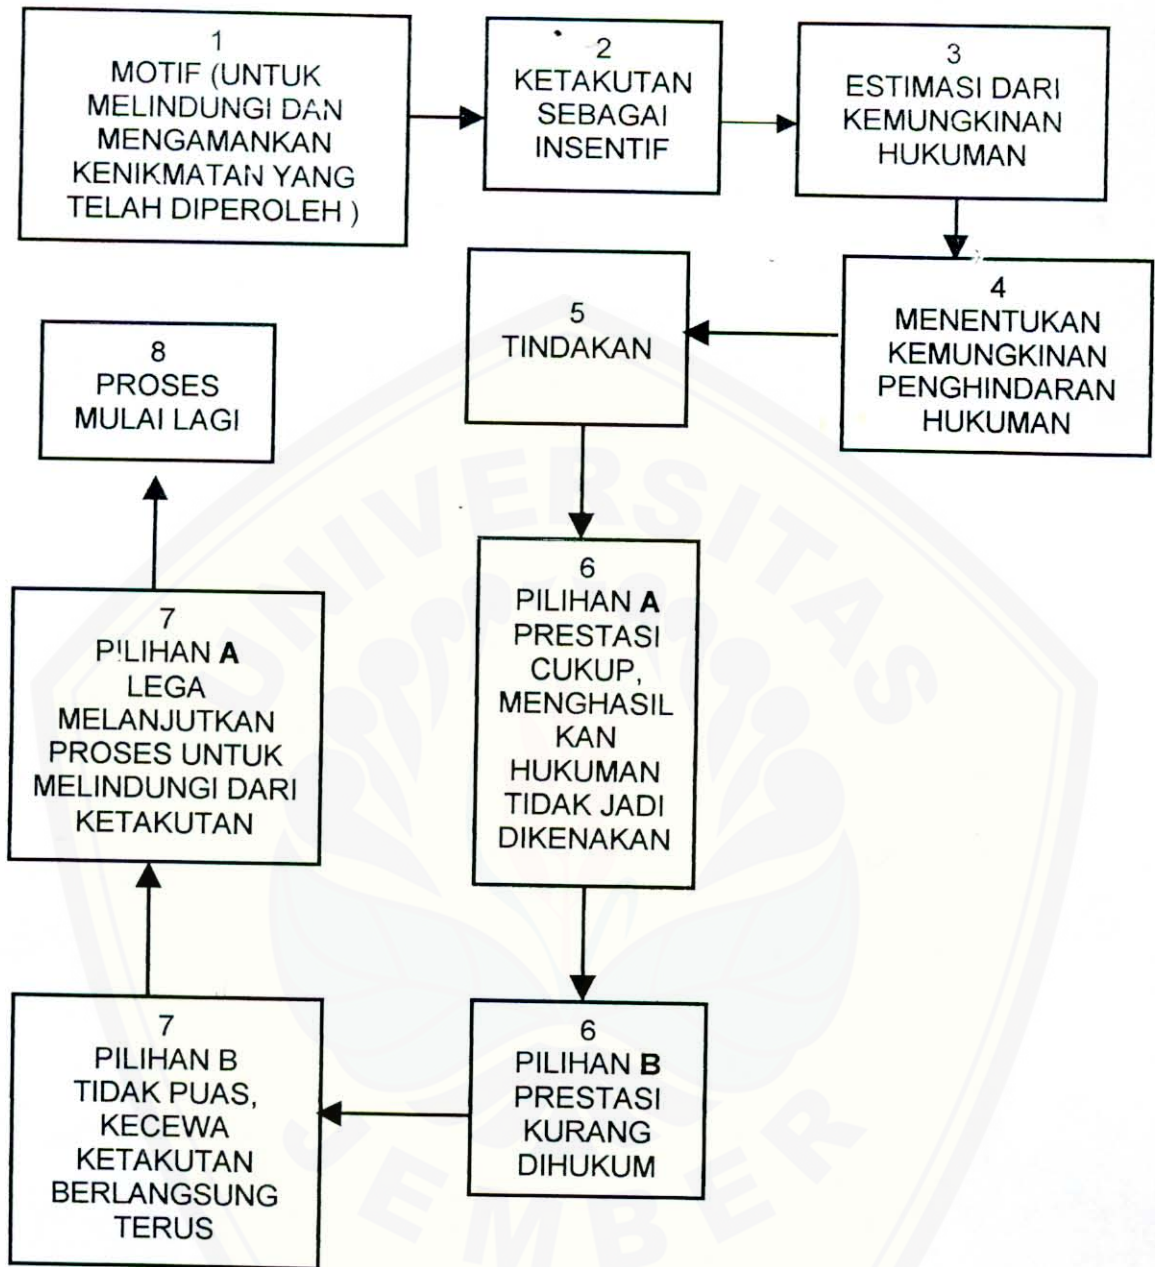 1
MOTIF (UNTUK
MELINDUNGI DAN
MENGAMANKAN
KENIKMATAN YANG
TELAH DIPEROLEH )
2
KETAKUTAN
SEBAGAI
INSENTIF
3
ESTIMASI DARI
KEMUNGKINAN
HUKUMAN
4
MENENTUKAN
KEMUNGKINAN
PENGHINDARAN
HUKUMAN
5
TINDAKAN
6
PILIHAN A
PRESTASI
CUKUP,
MENGHASIL
KAN
HUKUMAN
TIDAK JADI
DIKENAKAN
6
PILIHAN B
PRESTASI
KURANG
DIHUKUM
7
PILIHAN B
TIDAK PUAS,
KECEWA
KETAKUTAN
BERLANGSUNG
TERUS
7
PILIHAN A
LEGA
MELANJUTKAN
PROSES UNTUK
MELINDUNGI DARI
KETAKUTAN
8
PROSES
MULAI LAGI
UNIVERSITAS
JEMBER